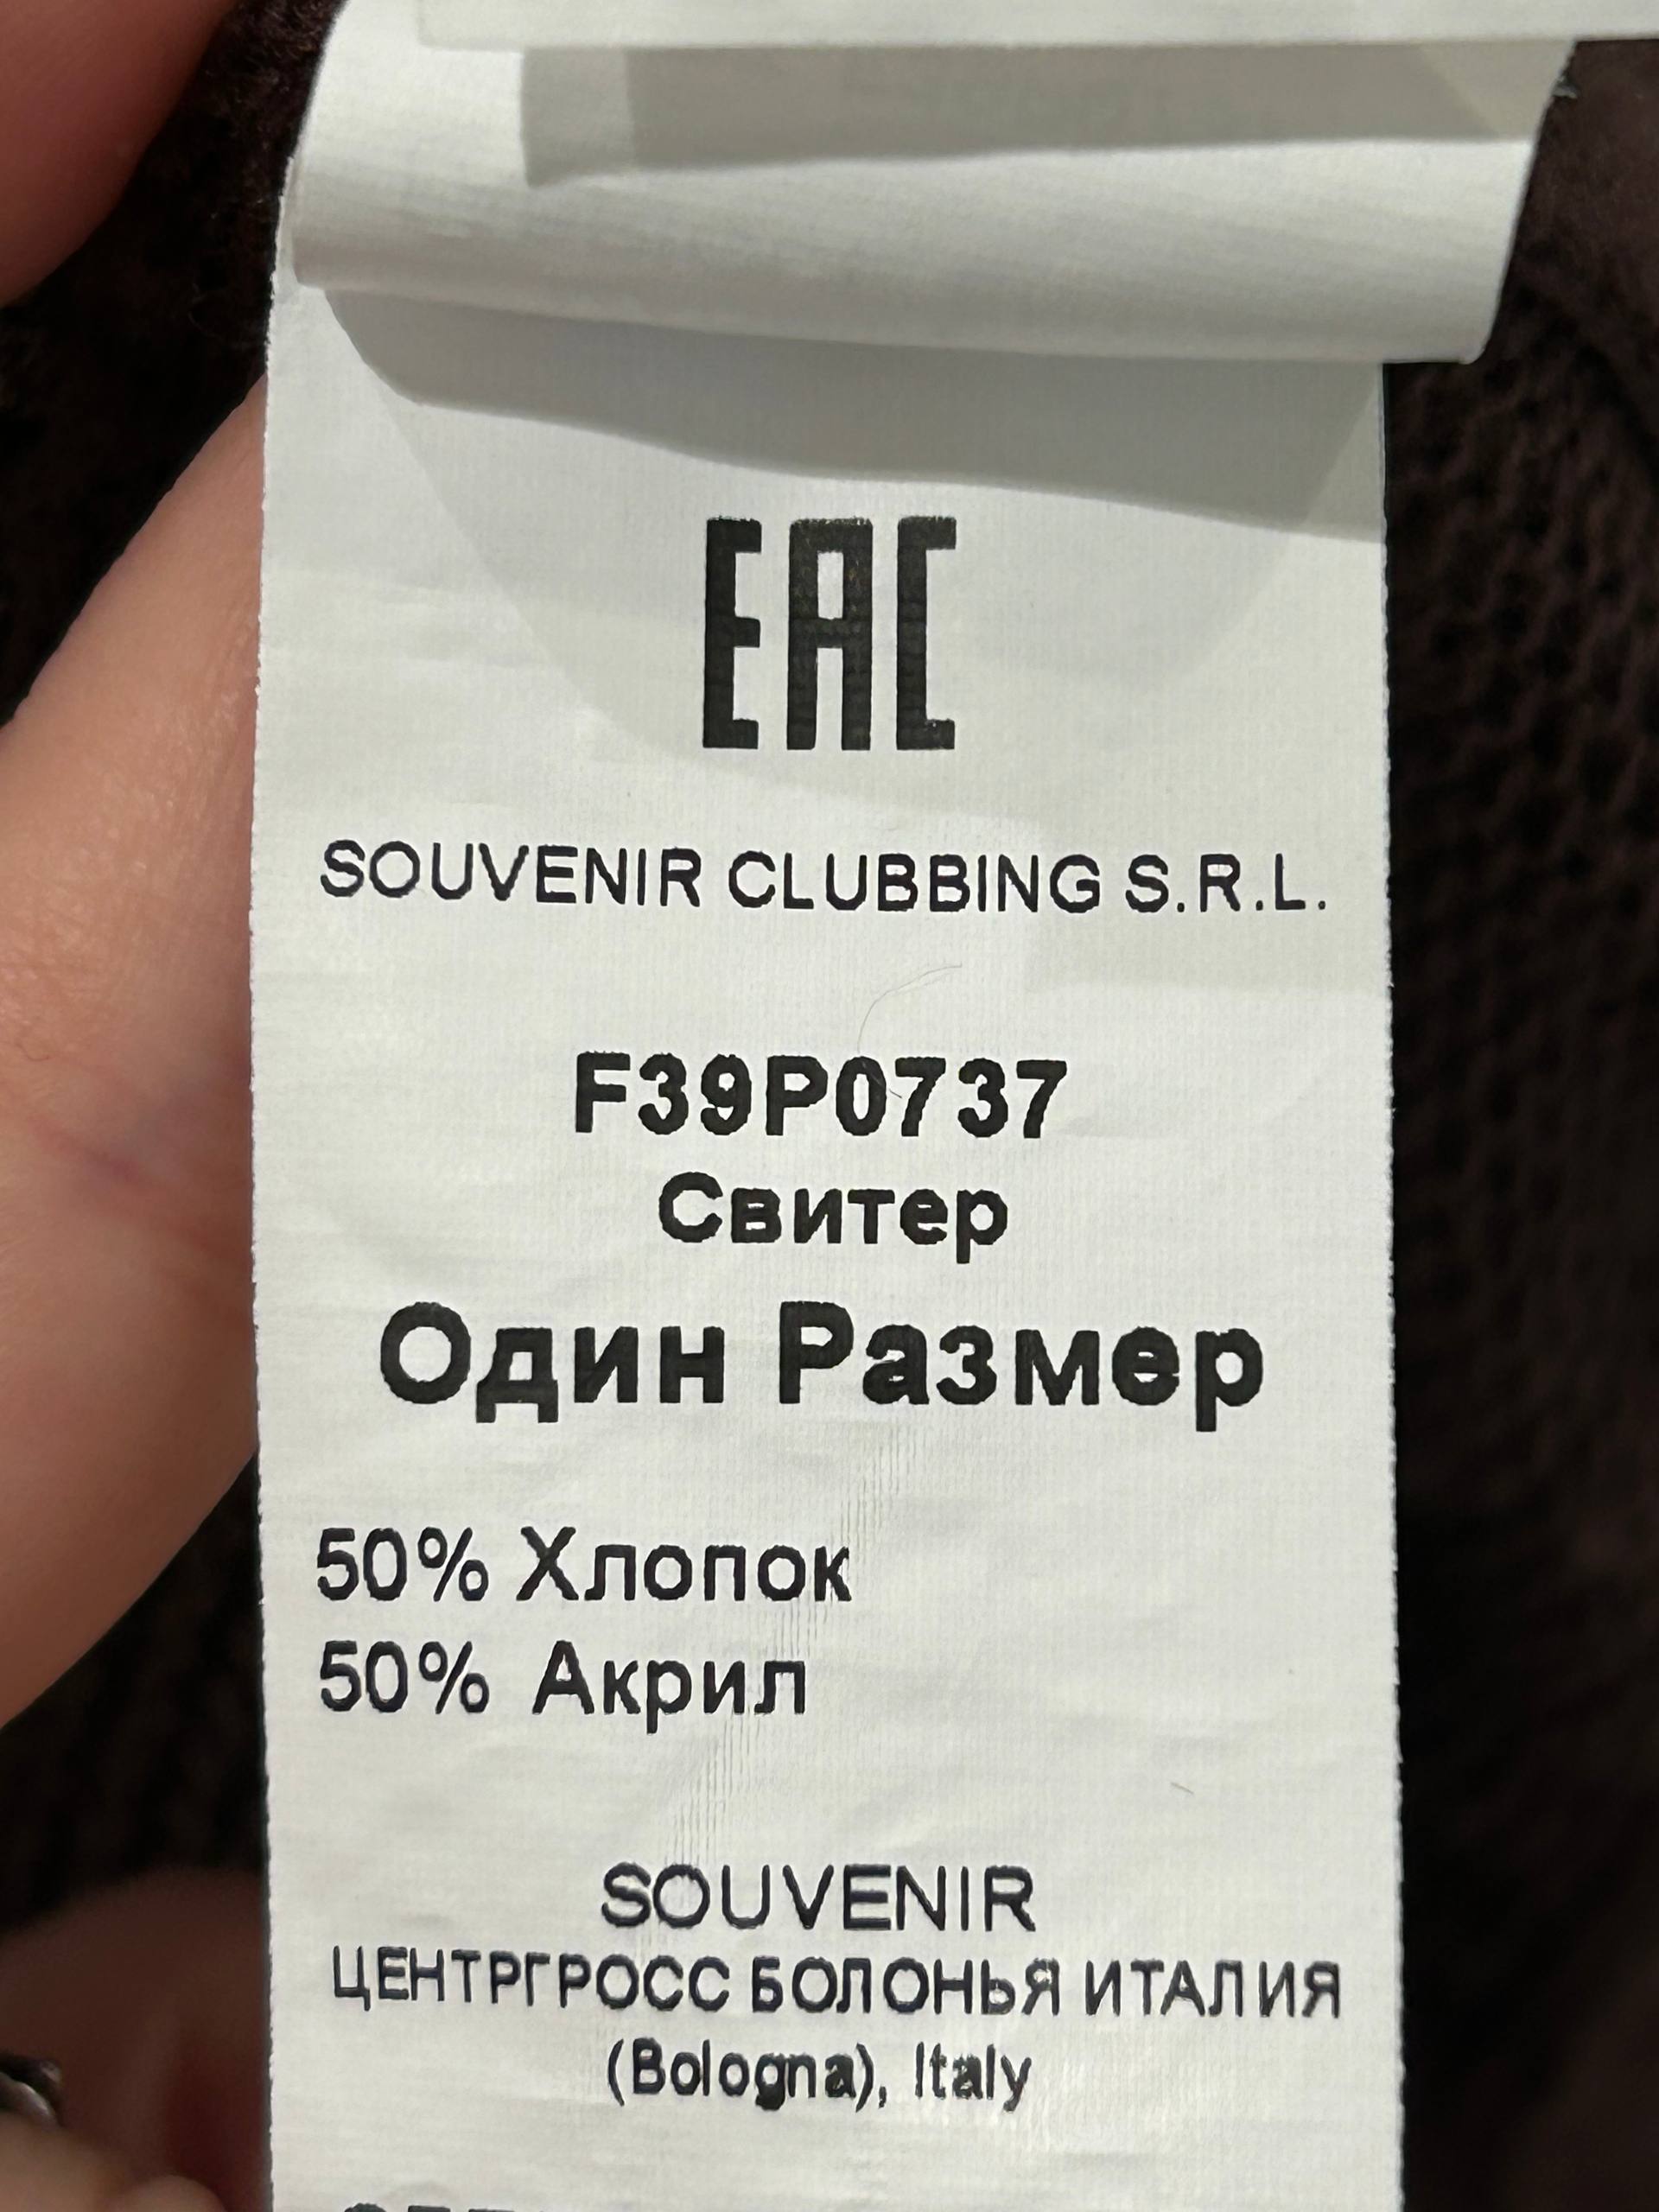 EAC
SOUVENIR CLUBBING S.R.L.
F39P0737
Свитер
Один Размер
50% Хлопок
50% Акрил
SOUVENIR
ЦЕНТРГРОСС БОЛОНЬЯ ИТАЛИЯ
(Bologna), Italy